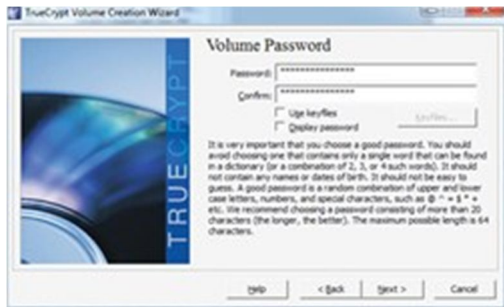 TrueCrypt Volume Creation Wizard
TRUECRYPT
Volume Password
Password: ***************
Confirm: ***************
Use keyfiles
Keyfiles...
Display password
It is very important that you choose a good password. You should
avoid choosing one that contains only a single word that can be found
in a dictionary (or a combination of 2, 3, or 4 such words). It should
not contain any names or dates of birth. It should not be easy to
guess. A good password is a random combination of upper and lower
case letters, numbers, and special characters, such as @ ^ = $ * +
etc. We recommend choosing a password consisting of more than 20
characters (the longer, the better). The maximum possible length is 64
characters.
Help
< Back
Next >
Cancel